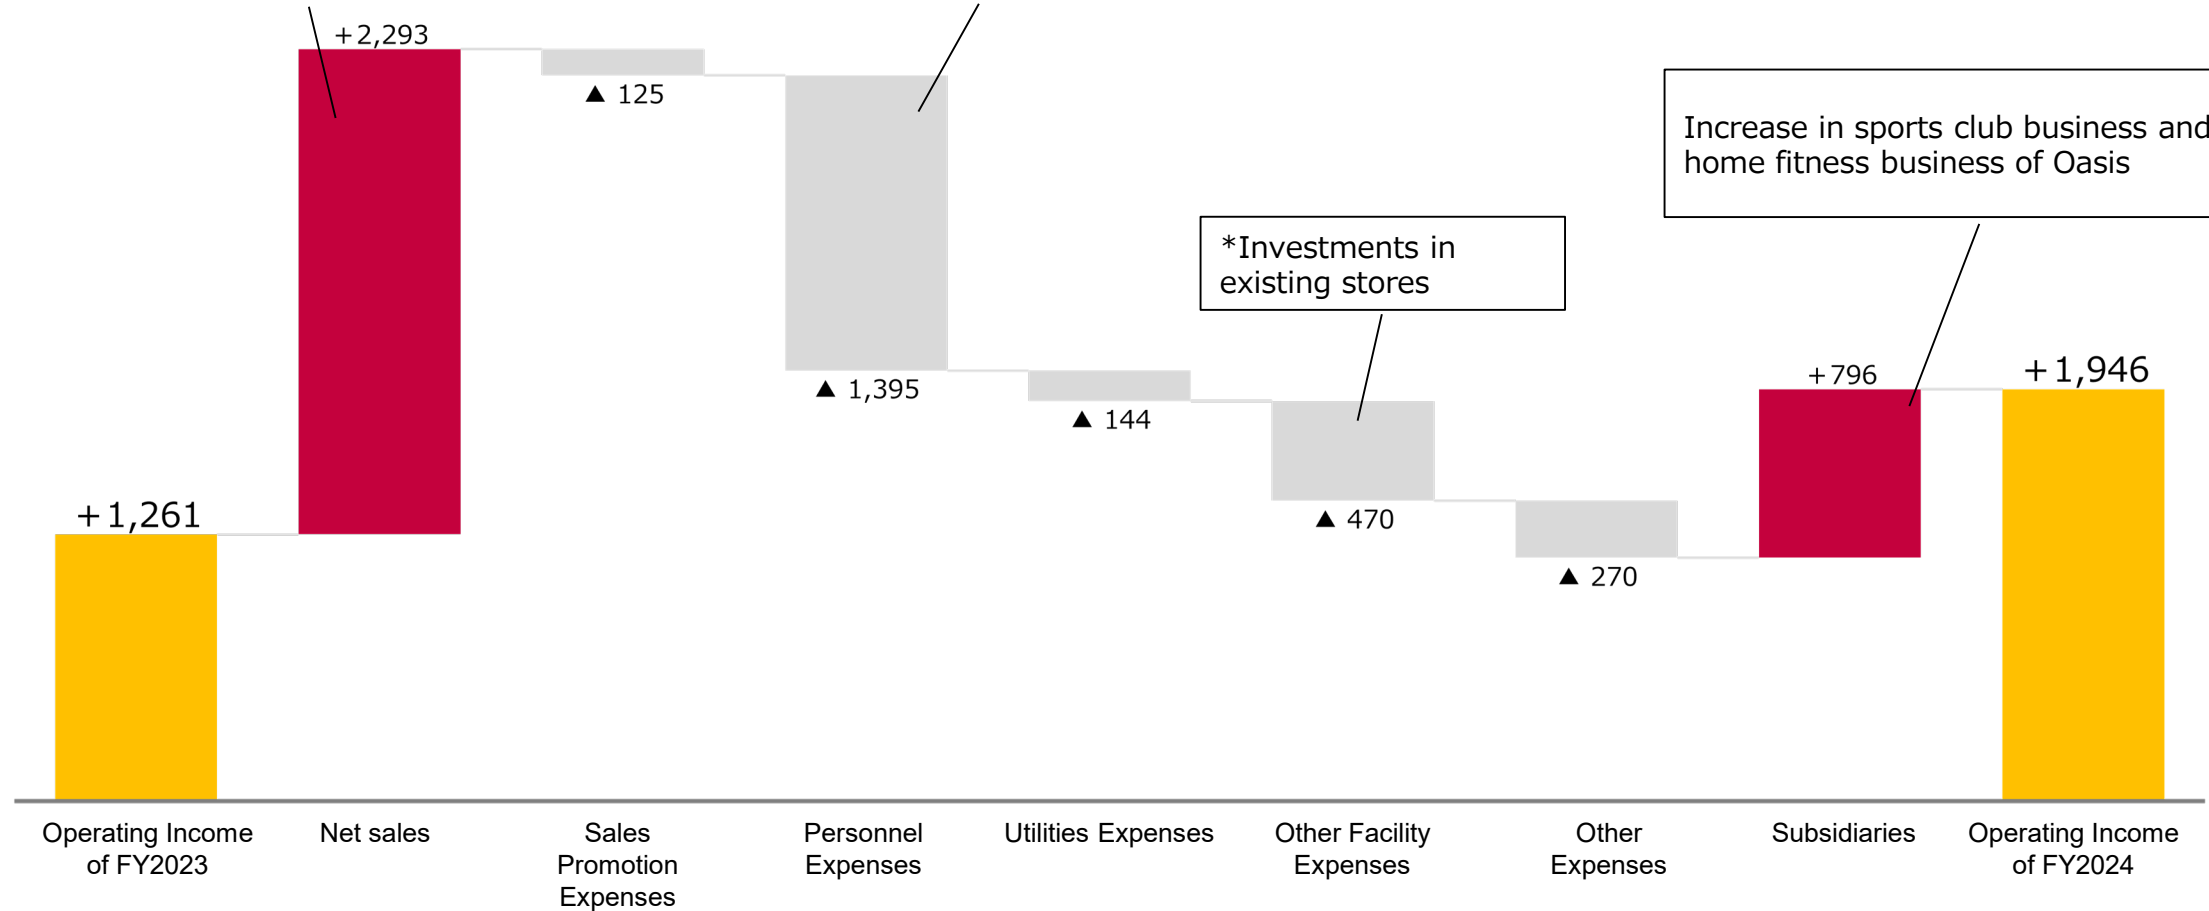 +2,293
▲ 125
Increase in sports club business and
home fitness business of Oasis
*Investments in
existing stores
▲ 1,395
▲ 144
+796
+1,946
+1,261
▲ 470
▲ 270
Operating Income
of FY2023
Net sales
Sales
Promotion
Expenses
Personnel
Expenses
Utilities Expenses
Other Facility
Expenses
Other
Expenses
Subsidiaries
Operating Income
of FY2024